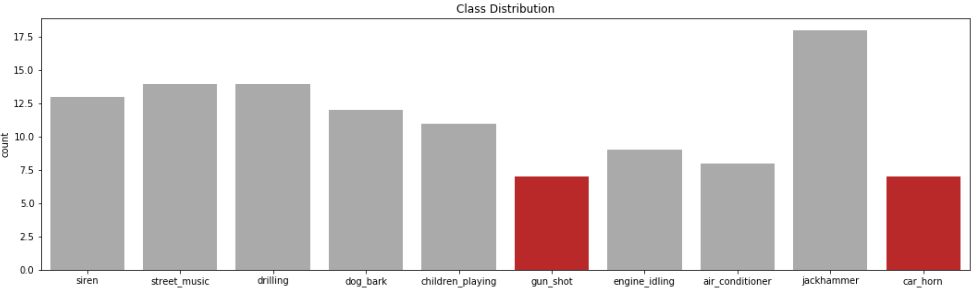 Class Distribution
count
17.5
15.0
12.5
10.0
7.5
5.0
2.5
0.0
siren street_music drilling dog_bark children_playing gun_shot engine_idling air_conditioner jackhammer car_horn